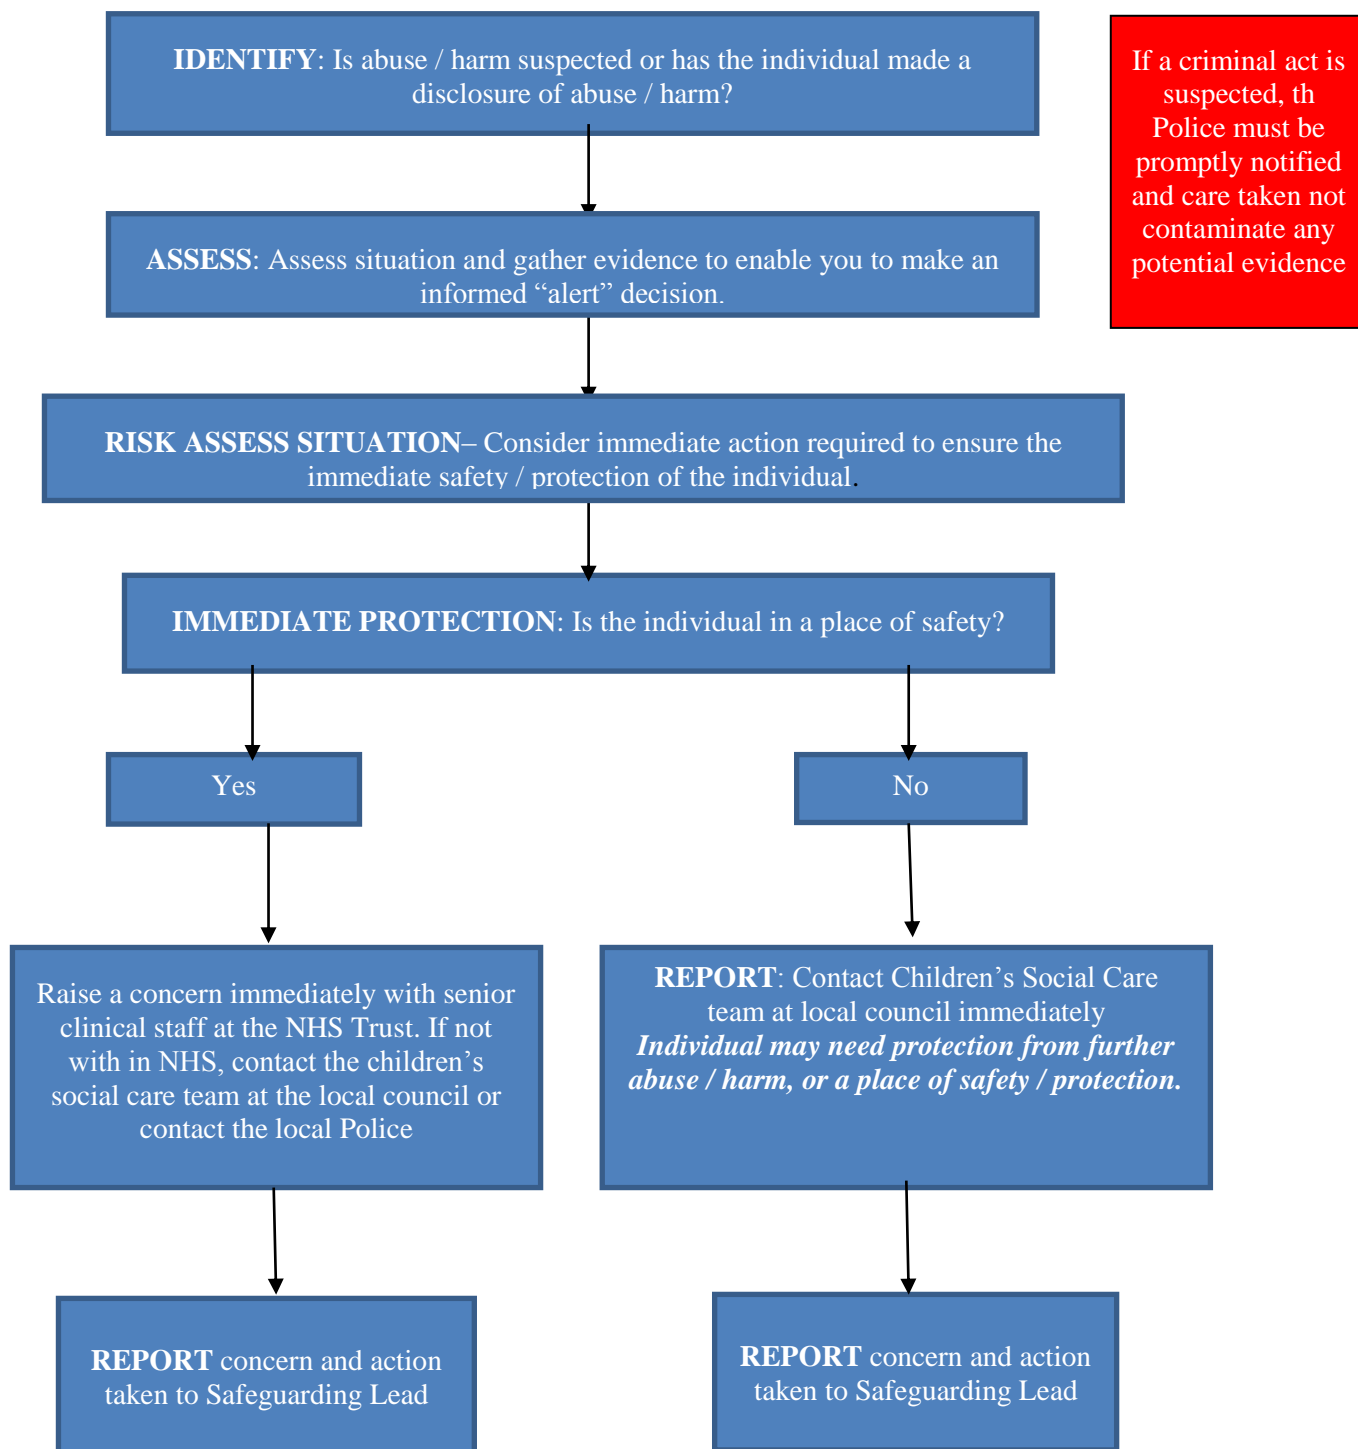 IDENTIFY: Is abuse / harm suspected or has the individual made a
disclosure of abuse / harm?
If a criminal act is
suspected, th
Police must be
promptly notified
and care taken not
contaminate any
potential evidence
ASSESS: Assess situation and gather evidence to enable you to make an
informed “alert” decision.
RISK ASSESS SITUATION– Consider immediate action required to ensure the
immediate safety / protection of the individual.
IMMEDIATE PROTECTION: Is the individual in a place of safety?
Yes
No
Raise a concern immediately with senior
clinical staff at the NHS Trust. If not
with in NHS, contact the children’s
social care team at the local council or
contact the local Police
REPORT: Contact Children’s Social Care
team at local council immediately
Individual may need protection from further
abuse / harm, or a place of safety / protection.
REPORT concern and action
taken to Safeguarding Lead
REPORT concern and action
taken to Safeguarding Lead